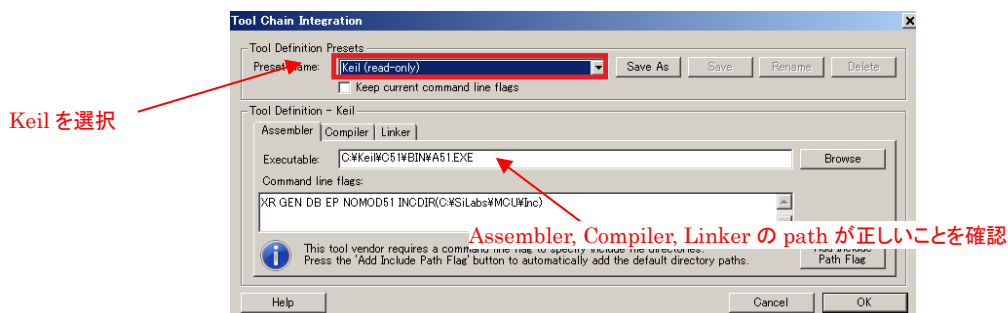 Tool Chain Integration
Tool Definition Presets
Preset Name: Keil (read-only) Save As Save Rename Delete
Keep current command line flags
Keil を選択
Tool Definition - Keil
Assembler Compiler Linker
Executable: C:¥Keil¥C51¥BIN¥A51.EXE Browse
Command line flags:
XR GEN DB EP NOMOD51 INCDIR(C:¥SiLabs¥MCU¥Inc)
Assembler, Compiler, Linker の path が正しいことを確認
This tool vendor requires a command line flag to specify include file directories.
Press the 'Add Include Path Flag' button to automatically add the default directory paths.
Add Include
Path Flag
Help Cancel OK